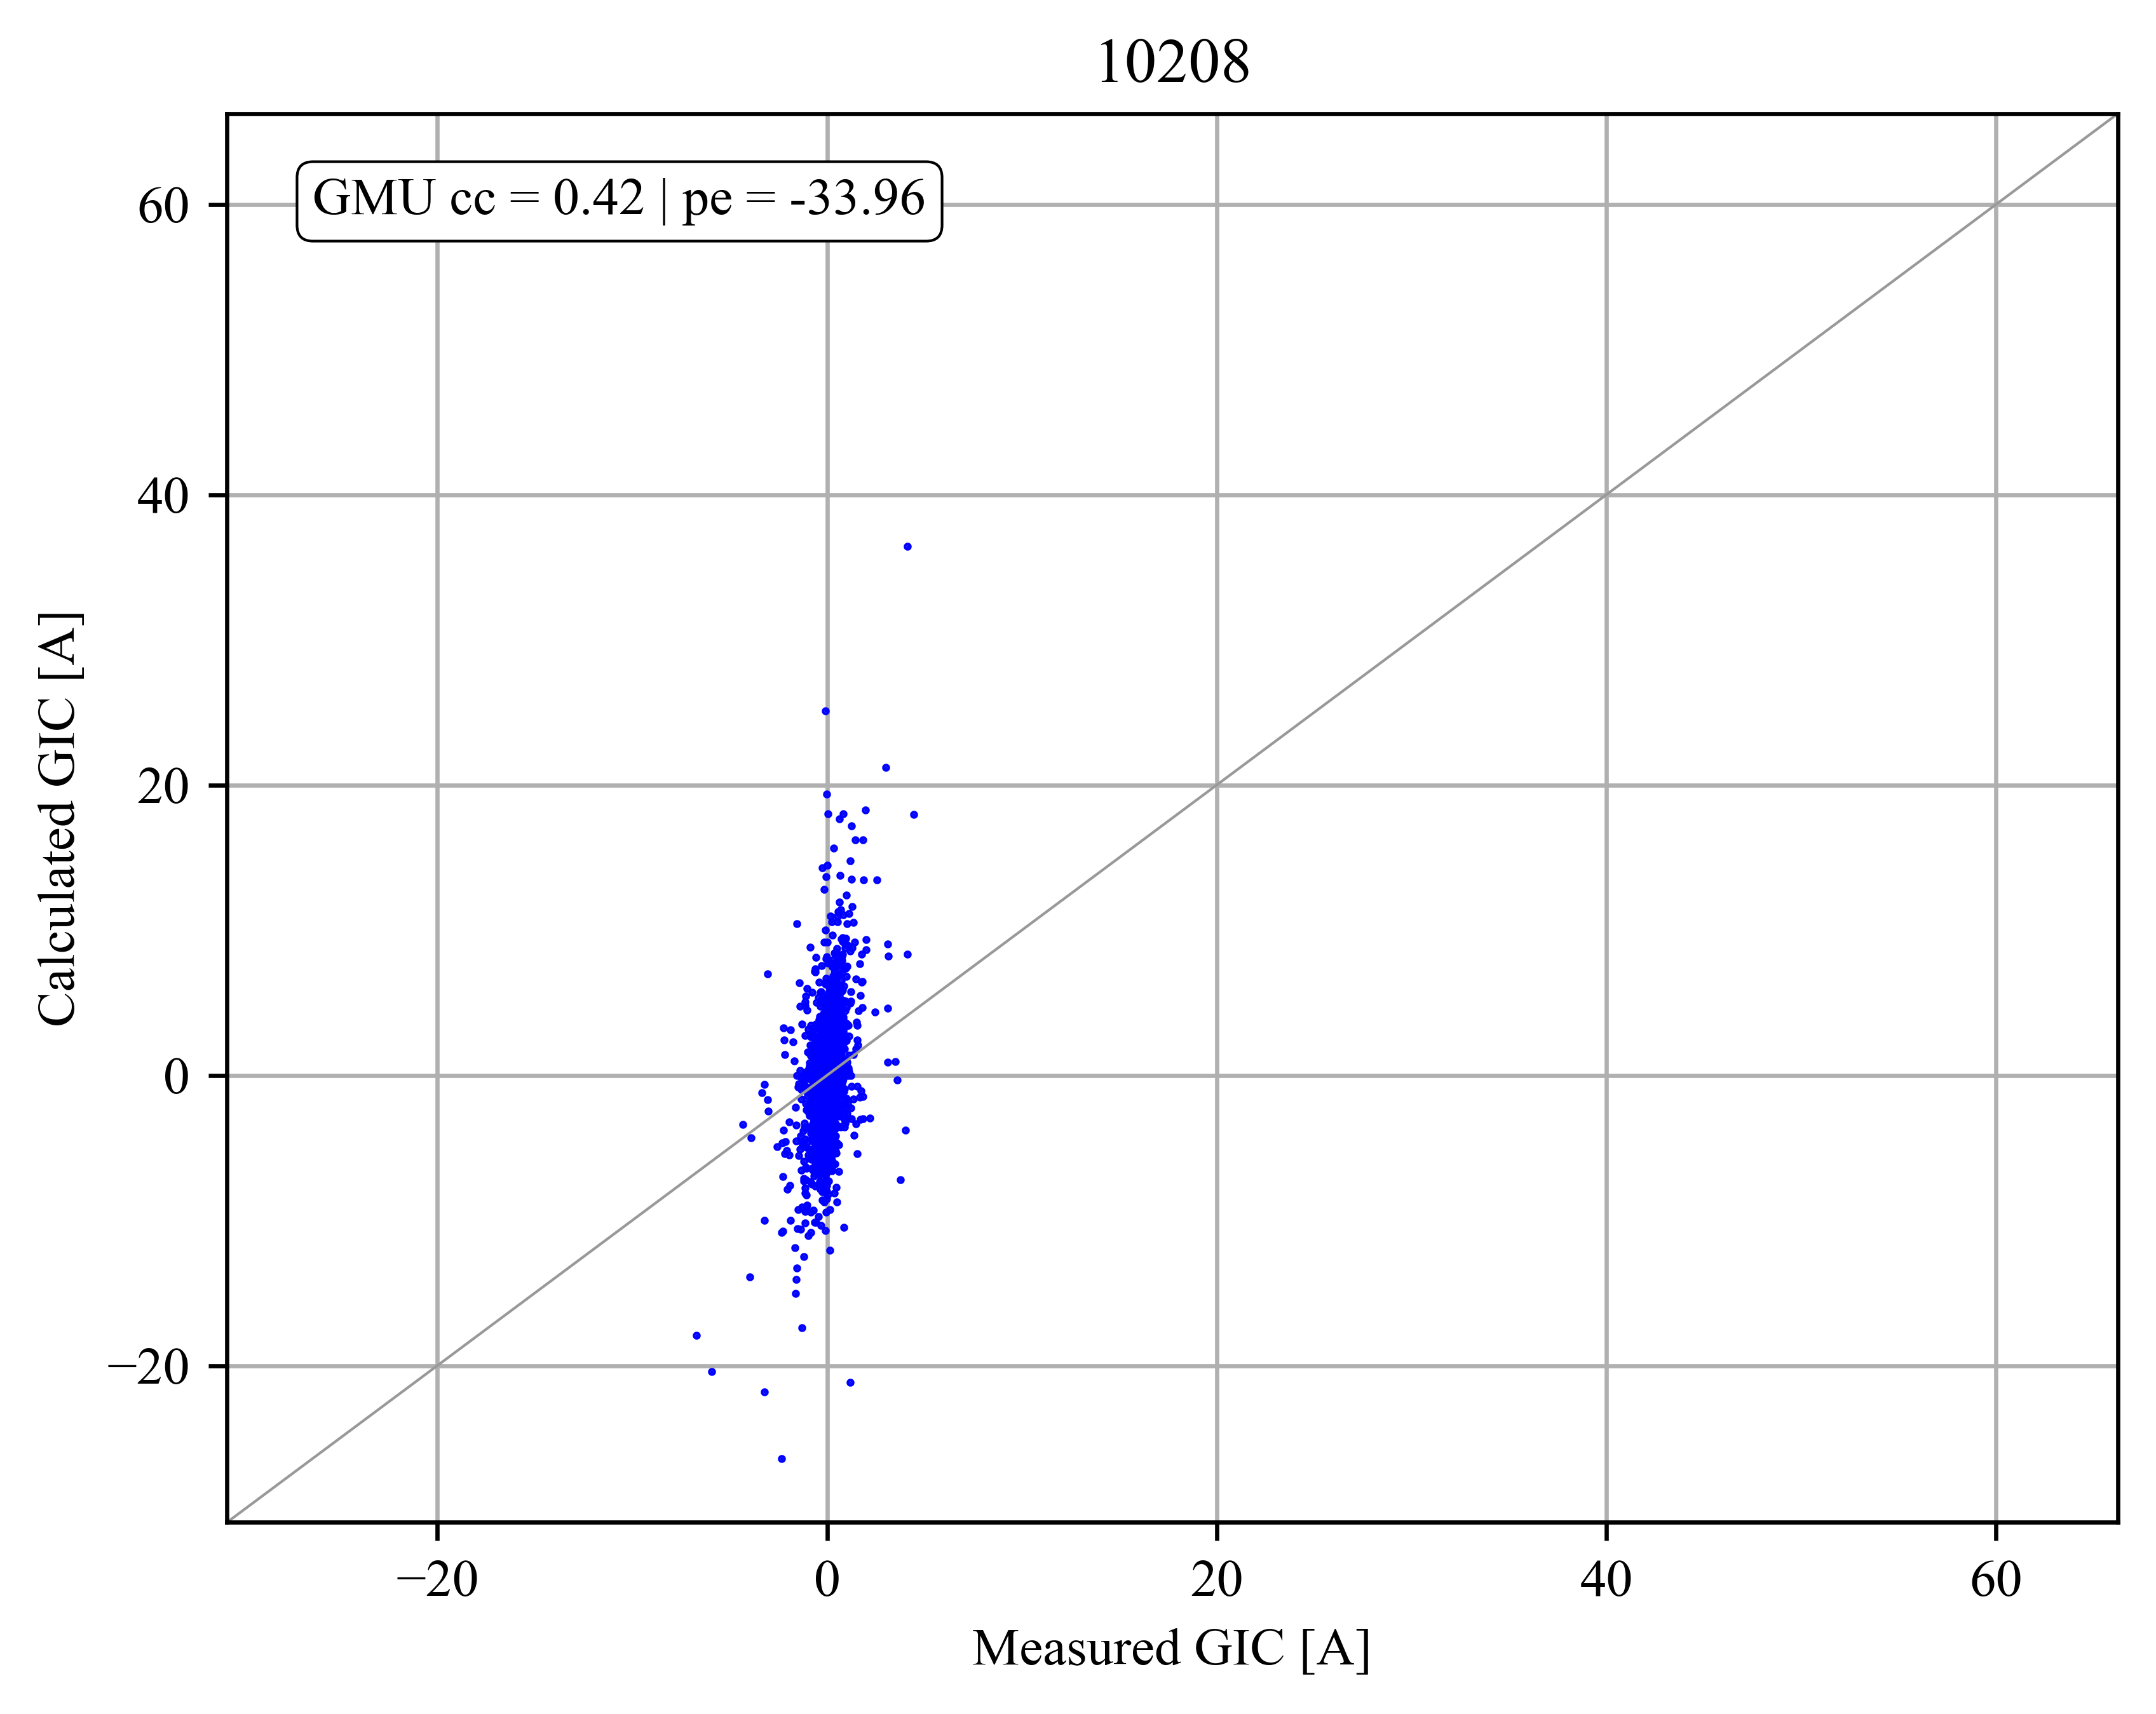 10208
GMU cc = 0.42 | pe = -33.96
60
40
20
0
−20
Calculated GIC [A]
−20 0 20 40 60
Measured GIC [A]